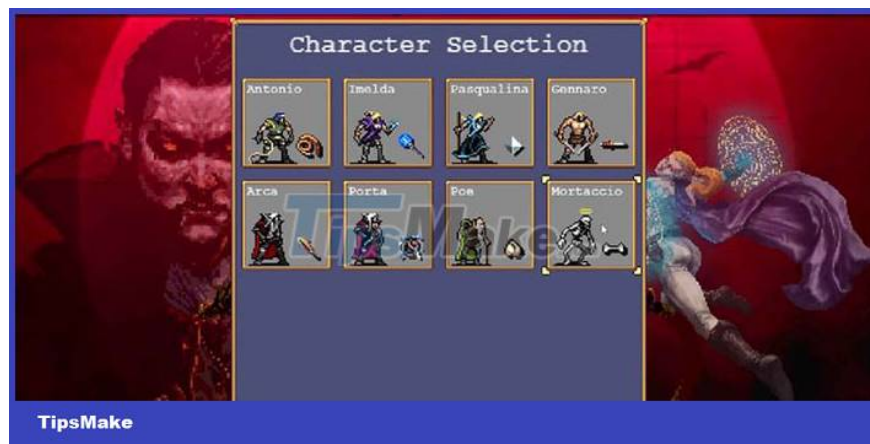 Character Selection
Antonio Imelda Pasqualina Gennaro
Arca Porta Poe Mortaccio
TipsMake
TipsMake